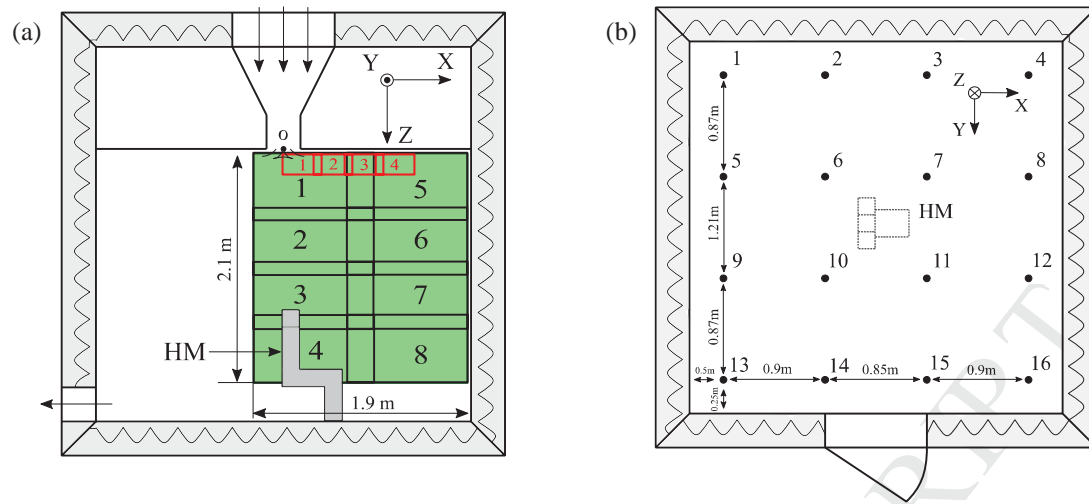 (a)
X
Y
Z
o
1 2 3 4
1 5
2 6
3 7
4 8
2.1 m
HM
1.9 m
(b)
1 2 3 4
Z
X
Y
0.87m
5 6 7 8
HM
1.21m
9 10 11 12
0.87m
13 14 15 16
0.5m 0.9m 0.85m 0.9m
0.25m
RPT